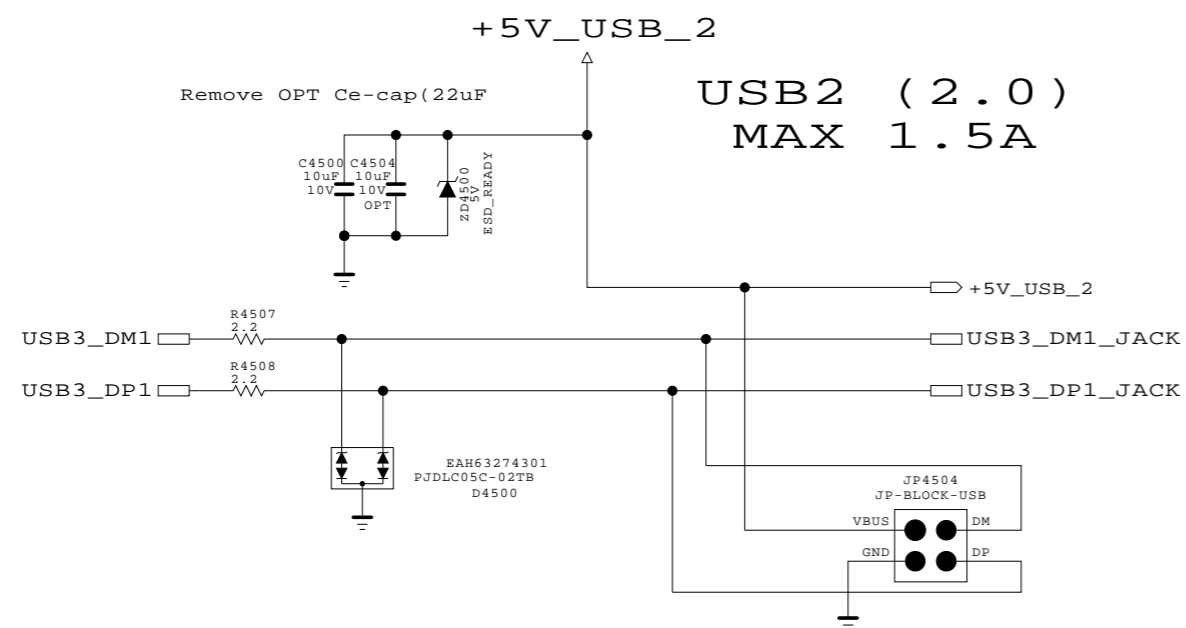 +5V_USB_2
Remove OPT Ce-cap(22uF
USB2 (2.0)
MAX 1.5A
C4500
10uF
10V
C4504
10uF
10V
OPT
ZD4500
5V
ESD_READY
+5V_USB_2
R4507
2.2
USB3_DM1
USB3_DM1_JACK
R4508
2.2
USB3_DP1
USB3_DP1_JACK
EAH63274301
PJDLC05C-02TB
D4500
JP4504
JP-BLOCK-USB
VBUS
DM
GND
DP